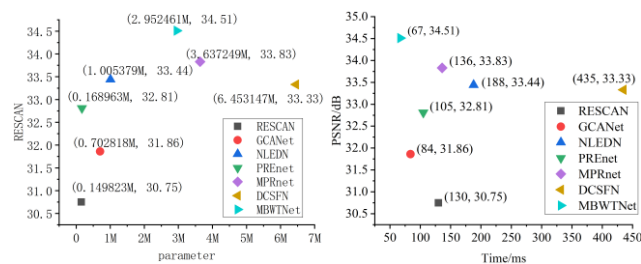 (2.952461M, 34.51)
34.5
34.0
33.5
33.0
32.5
32.0
31.5
31.0
30.5
RESCAN
(3.637249M, 33.83)
(1.005379M, 33.44)
(0.168963M, 32.81)
(6.453147M, 33.33)
(0.702818M, 31.86)
(0.149823M, 30.75)
RESCAN
GCANet
NLEDN
PREnet
MPRnet
DCSFN
MBWTNet
0 1M 2M 3M 4M 5M 6M 7M
parameter
35.0
34.5
34.0
33.5
33.0
32.5
32.0
31.5
31.0
30.5
PSNR/dB
(67, 34.51)
(136, 33.83)
(188, 33.44)
(435, 33.33)
(105, 32.81)
(84, 31.86)
(130, 30.75)
RESCAN
GCANet
NLEDN
PREnet
MPRnet
DCSFN
MBWTNet
50 100 150 200 250 300 350 400 450
Time/ms